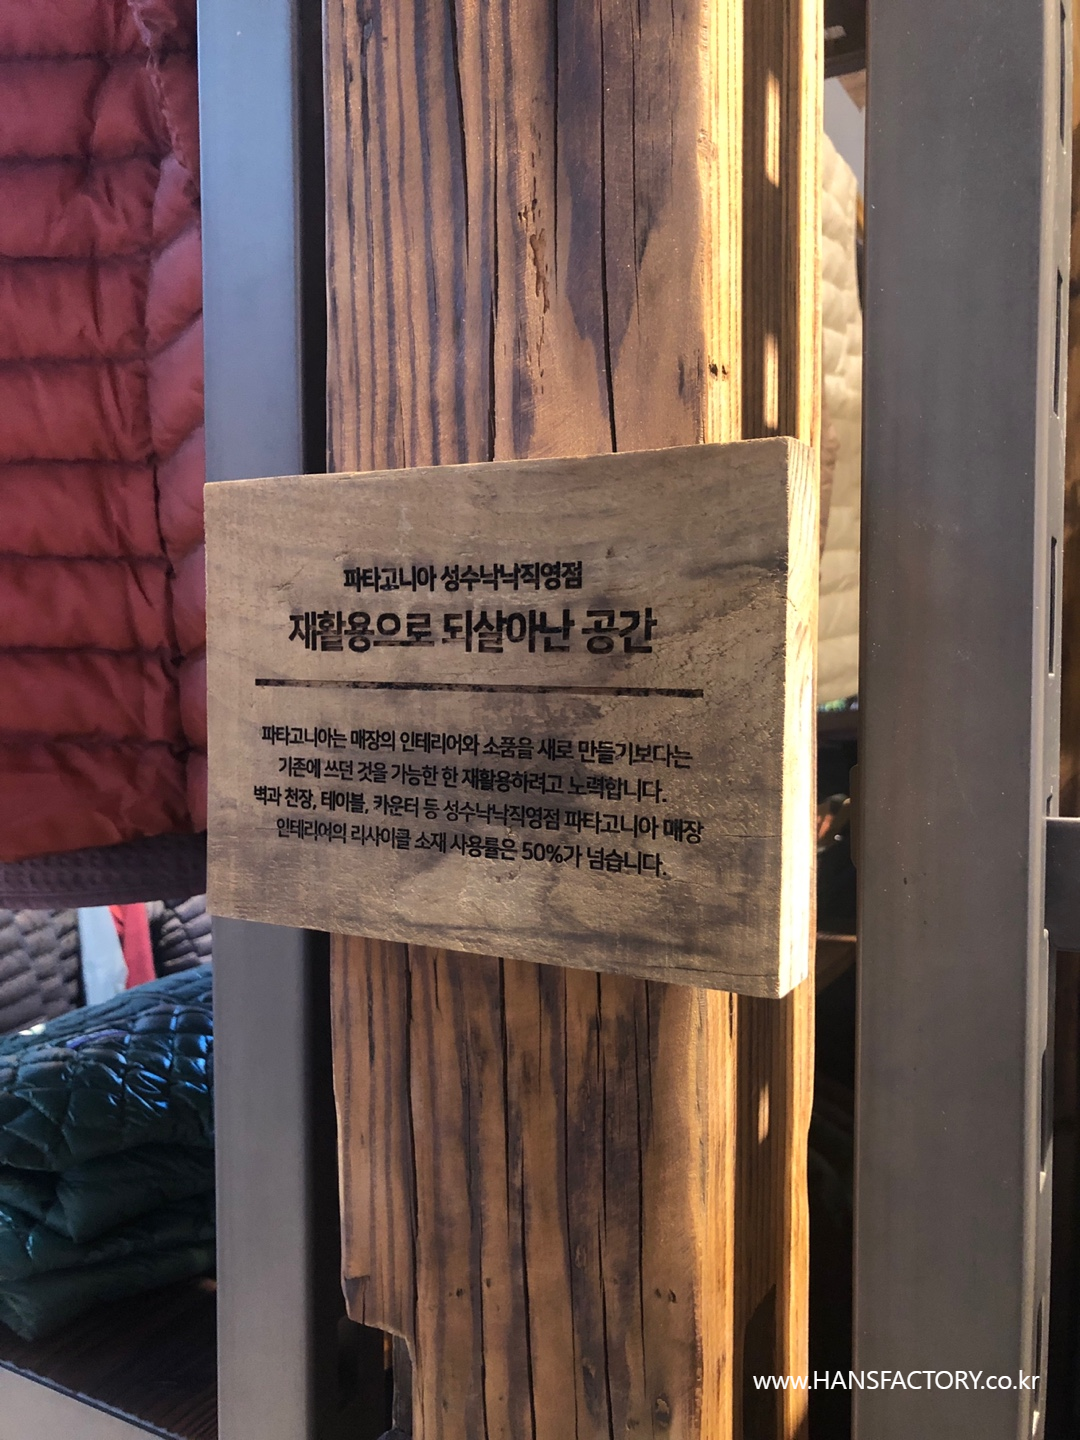 파타고니아 성수낙낙직영점
재활용으로 되살아난 공간
파타고니아는 매장의 인테리어와 소품을 새로 만들기보다는
기존에 쓰던 것을 가능한 한 재활용하려고 노력합니다.
벽과 천장, 테이블, 카운터 등 성수낙낙직영점 파타고니아 매장
인테리어의 리사이클 소재 사용률은 50%가 넘습니다.
www.HANSFACTORY.co.kr